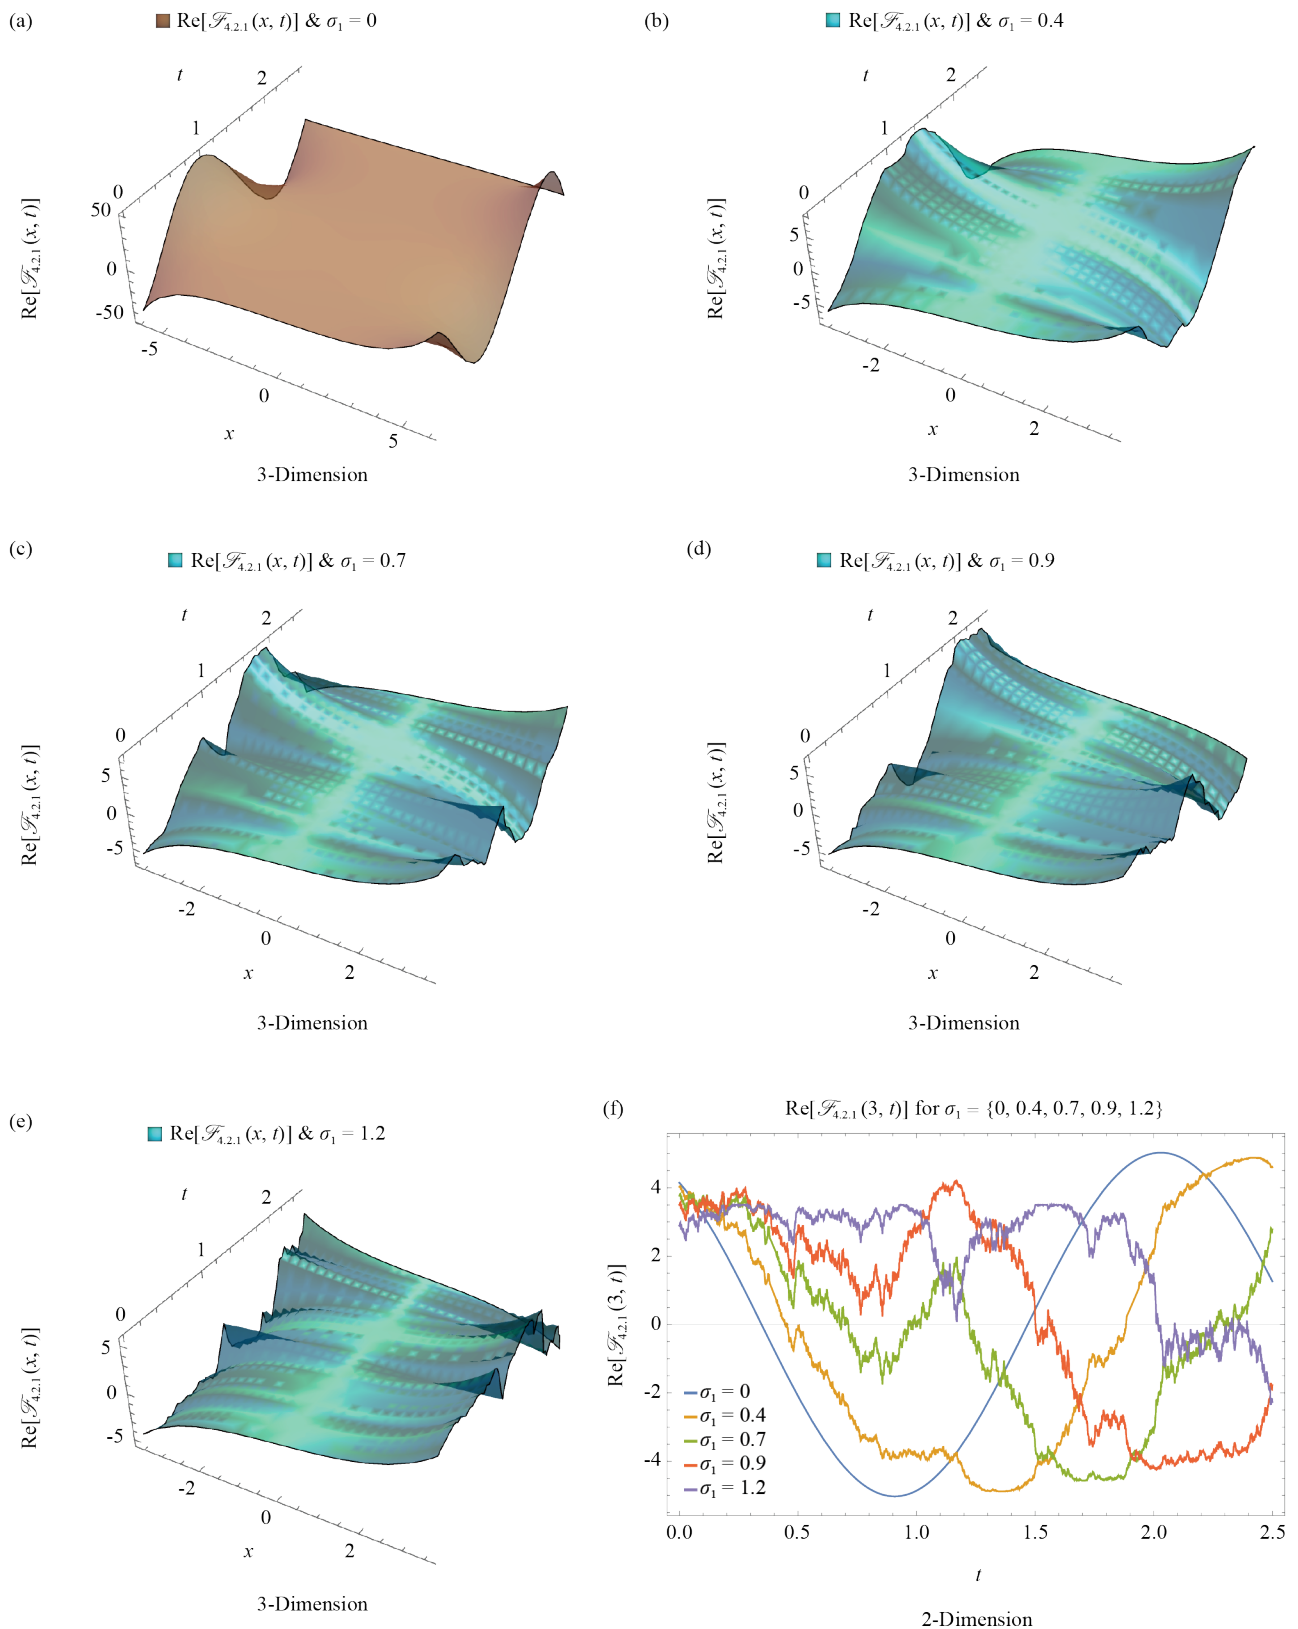 (a)
Re[ℱ4.2.1(x, t)] & σ1 = 0
t
2
1
0
50
0
-50
Re[ℱ4.2.1(x, t)]
-5
0
5
x
3-Dimension
(b)
Re[ℱ4.2.1(x, t)] & σ1 = 0.4
t
2
1
0
5
0
-5
Re[ℱ4.2.1(x, t)]
-2
0
2
x
3-Dimension
(c)
Re[ℱ4.2.1(x, t)] & σ1 = 0.7
t
2
1
0
5
0
-5
Re[ℱ4.2.1(x, t)]
-2
0
2
x
3-Dimension
(d)
Re[ℱ4.2.1(x, t)] & σ1 = 0.9
t
2
1
0
5
0
-5
Re[ℱ4.2.1(x, t)]
-2
0
2
x
3-Dimension
(e)
Re[ℱ4.2.1(x, t)] & σ1 = 1.2
t
2
1
0
5
0
-5
Re[ℱ4.2.1(x, t)]
-2
0
2
x
3-Dimension
(f)
Re[ℱ4.2.1(3, t)] for σ1 = {0, 0.4, 0.7, 0.9, 1.2}
4
2
0
-2
-4
Re[ℱ4.2.1(3, t)]
σ1 = 0
σ1 = 0.4
σ1 = 0.7
σ1 = 0.9
σ1 = 1.2
0.0 0.5 1.0 1.5 2.0 2.5
t
2-Dimension